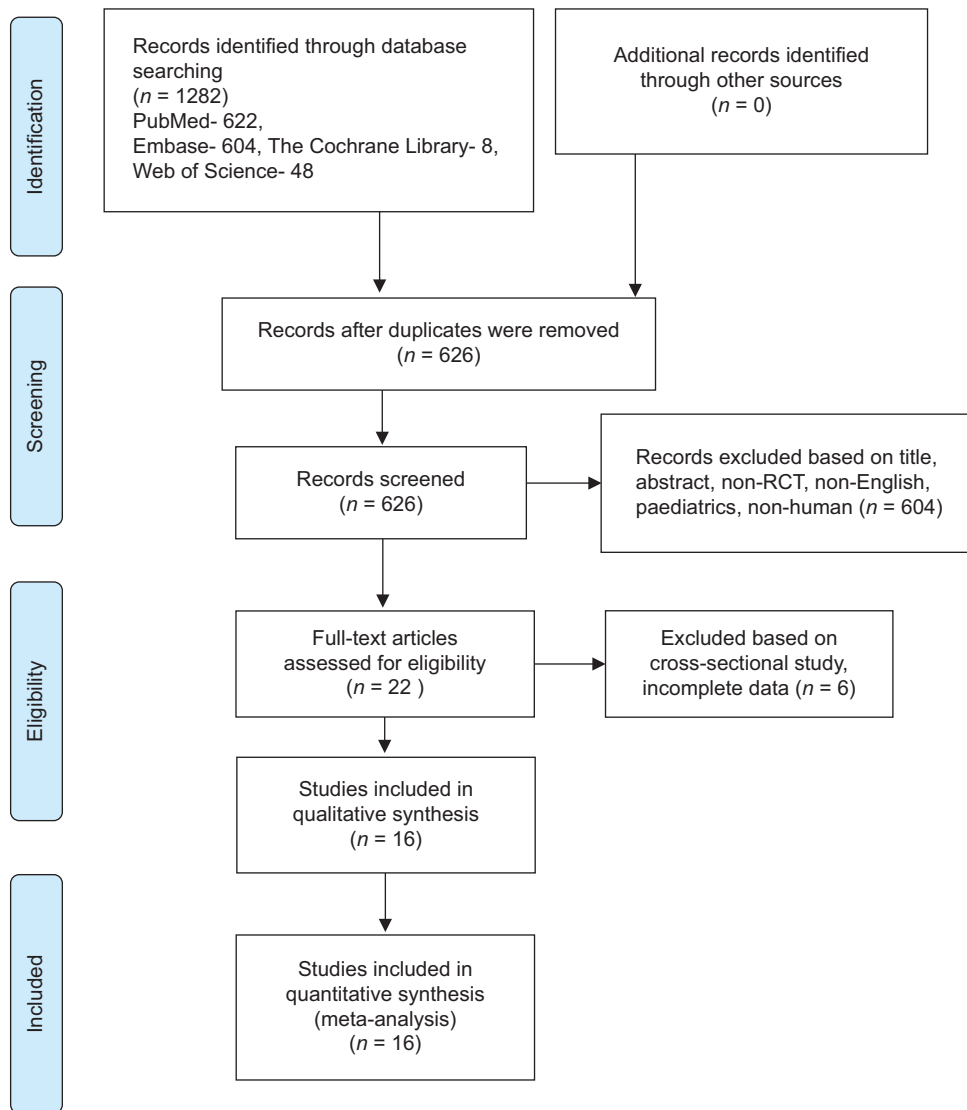 Identification
Records identified through database
searching
(n = 1282)
PubMed- 622,
Embase- 604, The Cochrane Library- 8,
Web of Science- 48
Additional records identified
through other sources
(n = 0)
Screening
Records after duplicates were removed
(n = 626)
Records screened
(n = 626)
Records excluded based on title,
abstract, non-RCT, non-English,
paediatrics, non-human (n = 604)
Eligibility
Full-text articles
assessed for eligibility
(n = 22 )
Excluded based on
cross-sectional study,
incomplete data (n = 6)
Studies included in
qualitative synthesis
(n = 16)
Included
Studies included in
quantitative synthesis
(meta-analysis)
(n = 16)